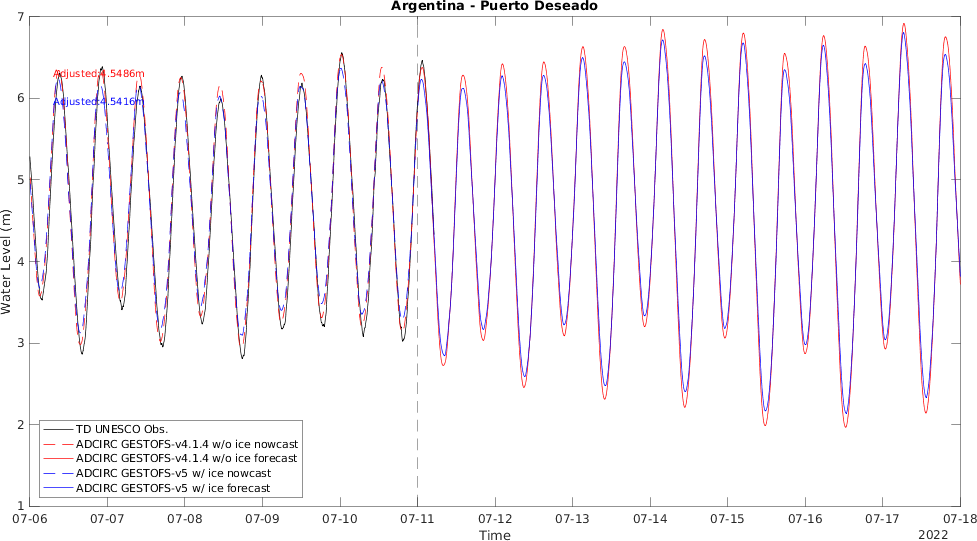 Argentina - Puerto Deseado
7
6
5
4
3
2
1
Water Level (m)
Adjusted:4.5486m
Adjusted:4.5416m
TD UNESCO Obs.
ADCIRC GESTOFS-v4.1.4 w/o ice nowcast
ADCIRC GESTOFS-v4.1.4 w/o ice forecast
ADCIRC GESTOFS-v5 w/ ice nowcast
ADCIRC GESTOFS-v5 w/ ice forecast
07-06 07-07 07-08 07-09 07-10 07-11 07-12 07-13 07-14 07-15 07-16 07-17 07-18
Time
2022